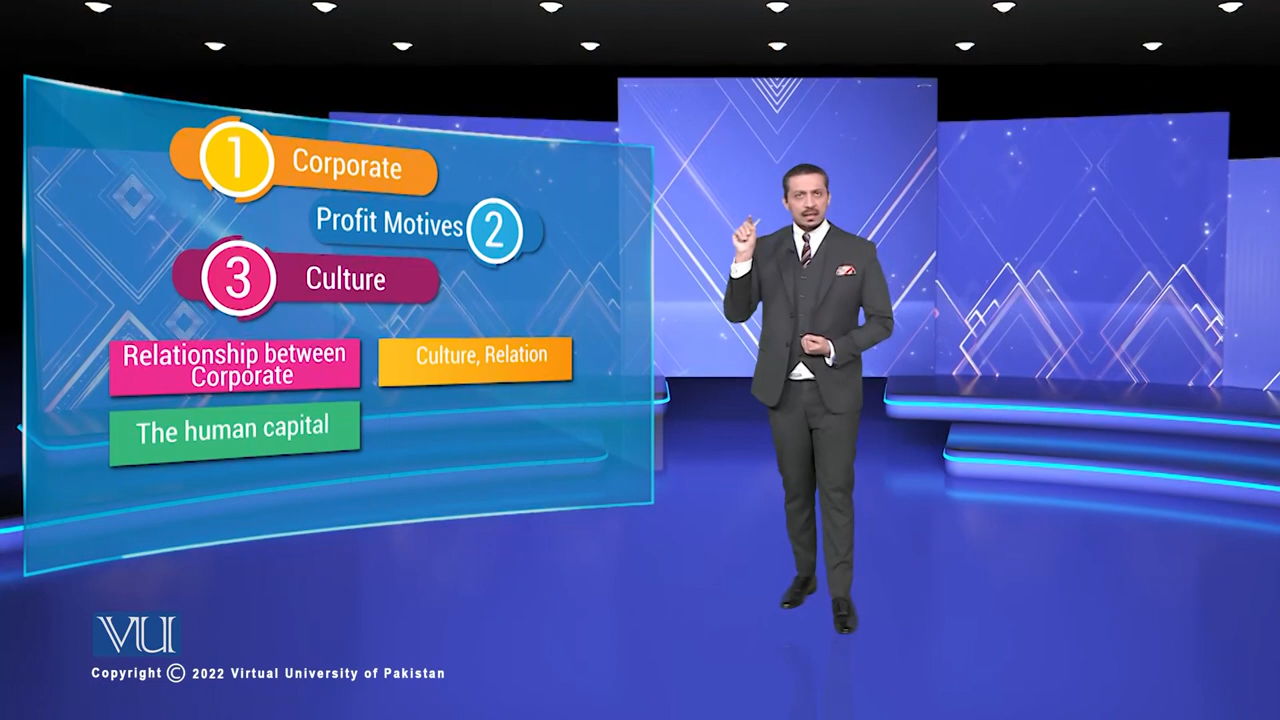 1 Corporate
Profit Motives 2
3 Culture
Relationship between
Corporate
Culture, Relation
The human capital
VU
Copyright © 2022 Virtual University of Pakistan